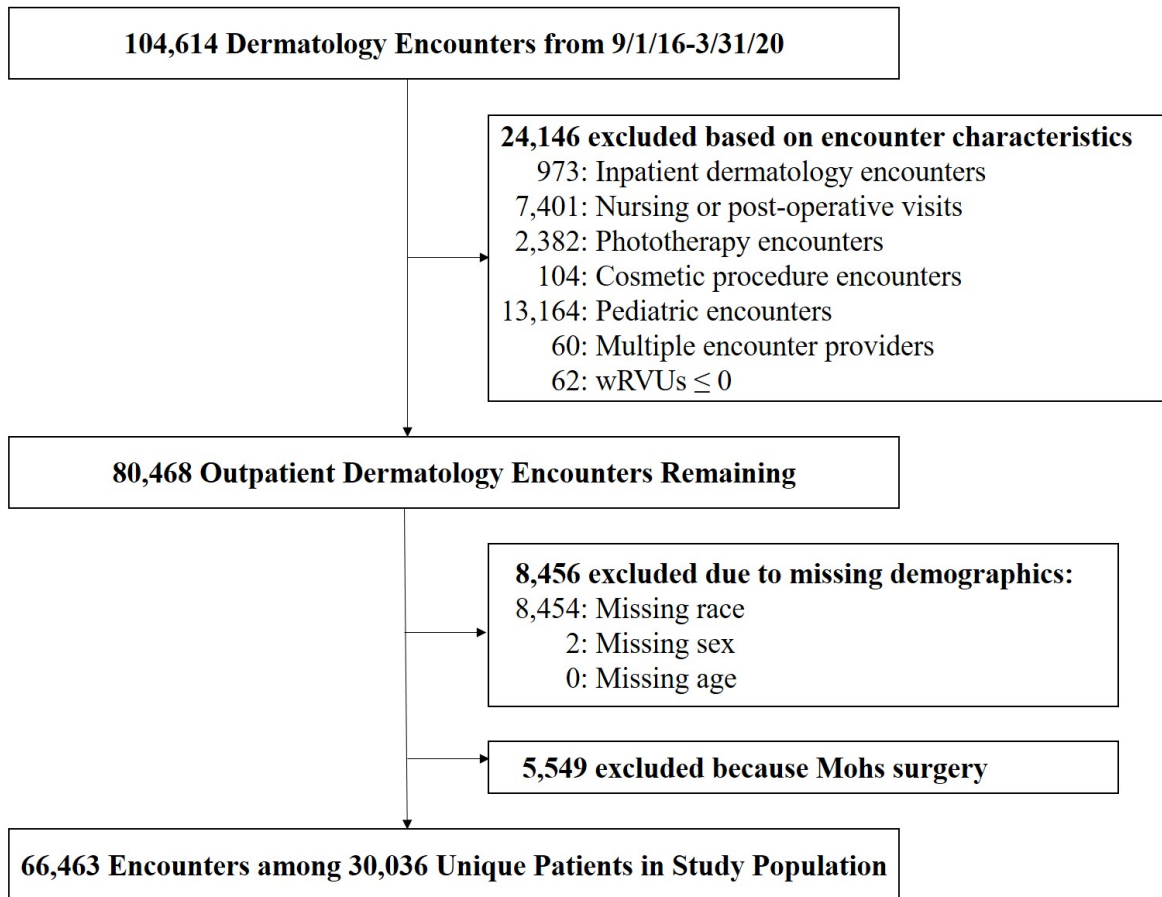 104,614 Dermatology Encounters from 9/1/16-3/31/20
24,146 excluded based on encounter characteristics
973: Inpatient dermatology encounters
7,401: Nursing or post-operative visits
2,382: Phototherapy encounters
104: Cosmetic procedure encounters
13,164: Pediatric encounters
60: Multiple encounter providers
62: wRVUs ≤ 0
80,468 Outpatient Dermatology Encounters Remaining
8,456 excluded due to missing demographics:
8,454: Missing race
2: Missing sex
0: Missing age
5,549 excluded because Mohs surgery
66,463 Encounters among 30,036 Unique Patients in Study Population